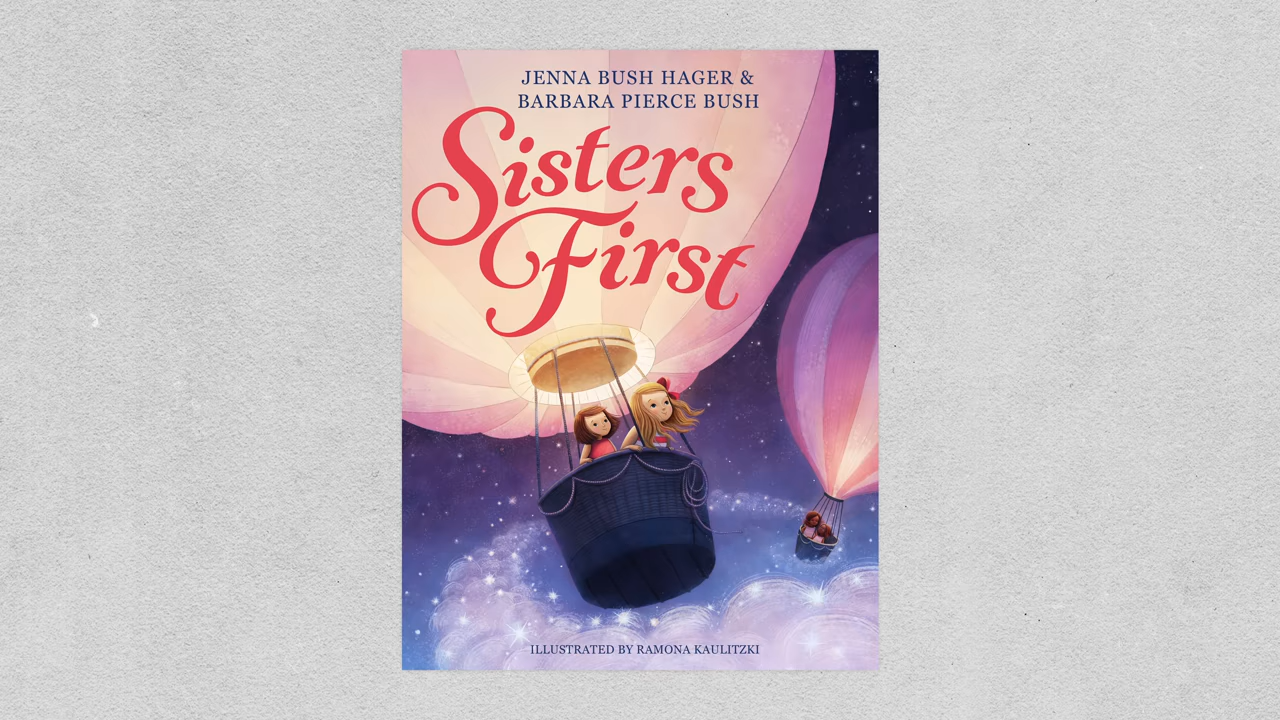 JENNA BUSH HAGER &
BARBARA PIERCE BUSH
Sisters
First
ILLUSTRATED BY RAMONA KAULITZKI